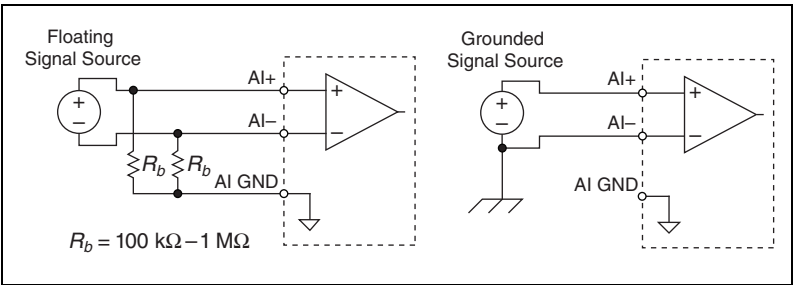 Floating
Signal Source
+
−
AI+
AI−
+
−
R_b
R_b
AI GND
R_b = 100 kΩ – 1 MΩ
Grounded
Signal Source
+
−
AI+
AI−
+
−
AI GND